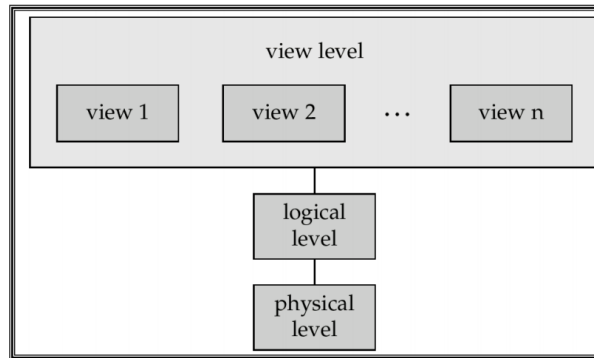 view level
view 1 view 2 ... view n
logical
level
physical
level